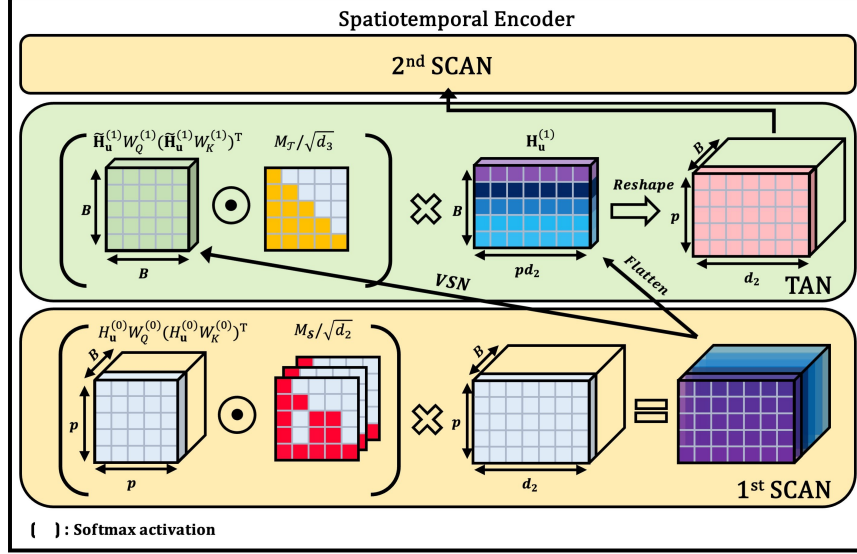 Spatiotemporal Encoder
2nd SCAN
H̃u(1)WQ(1)(H̃u(1)WK(1))T
M𝒯/√d3
Hu(1)
B
B
B
pd2
Reshape
B
p
d2
TAN
VSN
Flatten
Hu(0)WQ(0)(Hu(0)WK(0))T
MS/√d2
B
p
p
B
p
d2
1st SCAN
( ) : Softmax activation